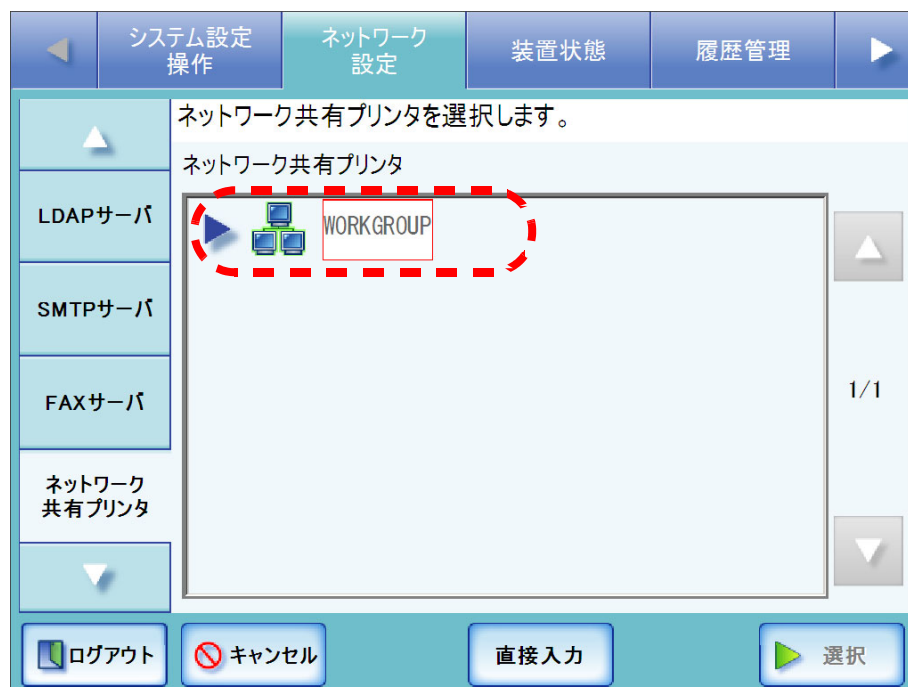 システム設定
操作
ネットワーク
設定
装置状態
履歴管理
ネットワーク共有プリンタを選択します。
ネットワーク共有プリンタ
WORKGROUP
LDAPサーバ
SMTPサーバ
FAXサーバ
ネットワーク
共有プリンタ
1/1
ログアウト
キャンセル
直接入力
選択